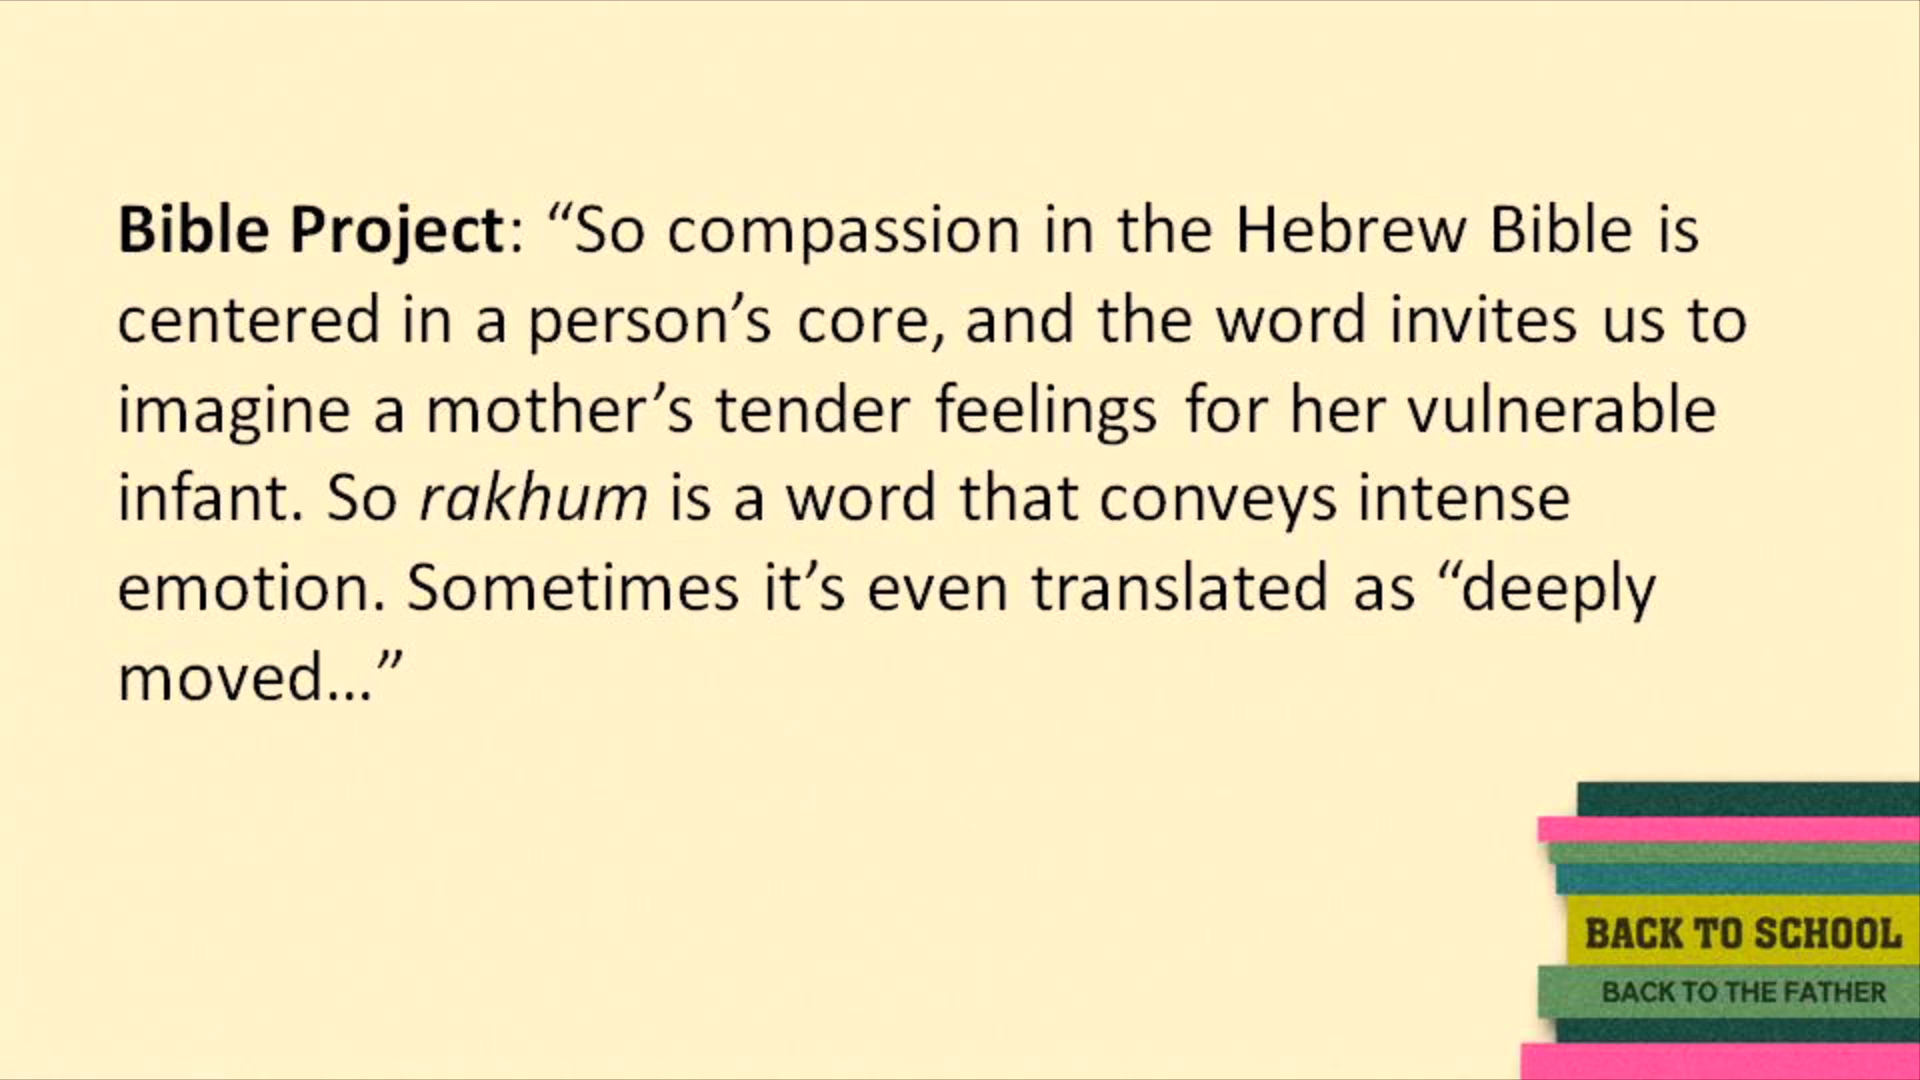 Bible Project: “So compassion in the Hebrew Bible is
centered in a person’s core, and the word invites us to
imagine a mother’s tender feelings for her vulnerable
infant. So rakhum is a word that conveys intense
emotion. Sometimes it’s even translated as “deeply
moved...”
BACK TO SCHOOL
BACK TO THE FATHER